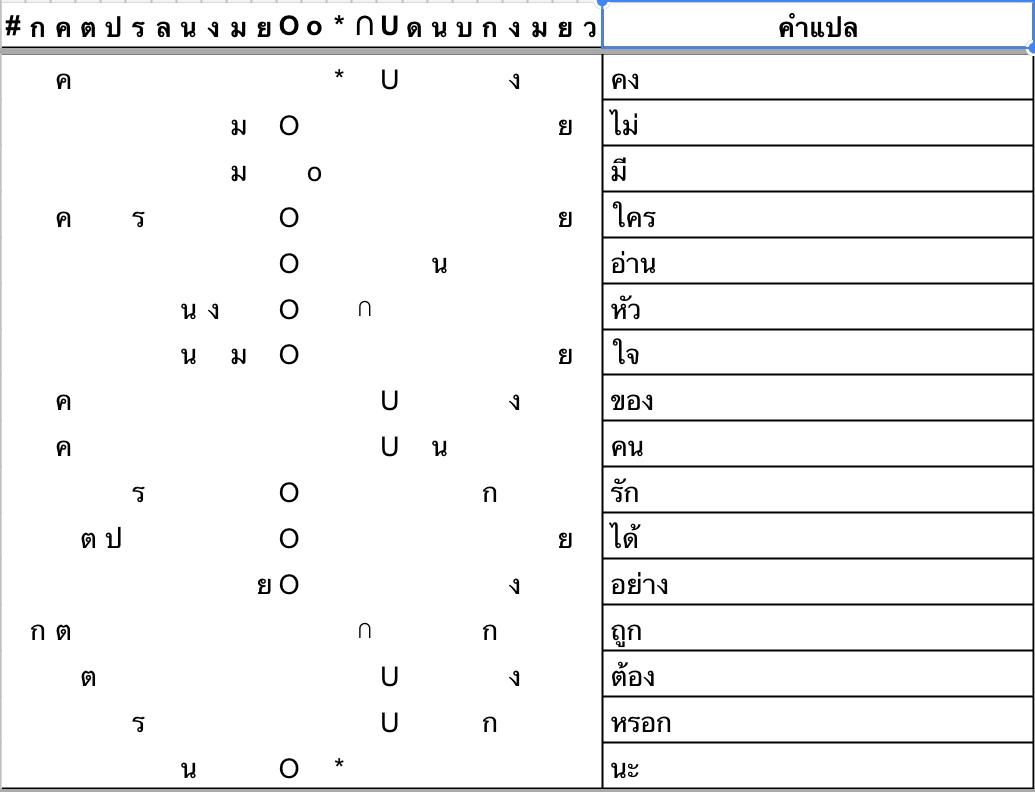 # ก ค ต ป ร ล น ง ม ย O o * ∩ U ด น บ ก ง ม ย ว คำแปล
ค * U ง คง
ม O ย ไม่
ม o มี
ค ร O ย ใคร
O น อ่าน
น ง O ∩ หัว
น ม O ย ใจ
ค U ง ของ
ค U น คน
ร O ก รัก
ต ป O ย ได้
ย O ง อย่าง
ก ต ∩ ก ถูก
ต U ง ต้อง
ร U ก หรอก
น O * นะ